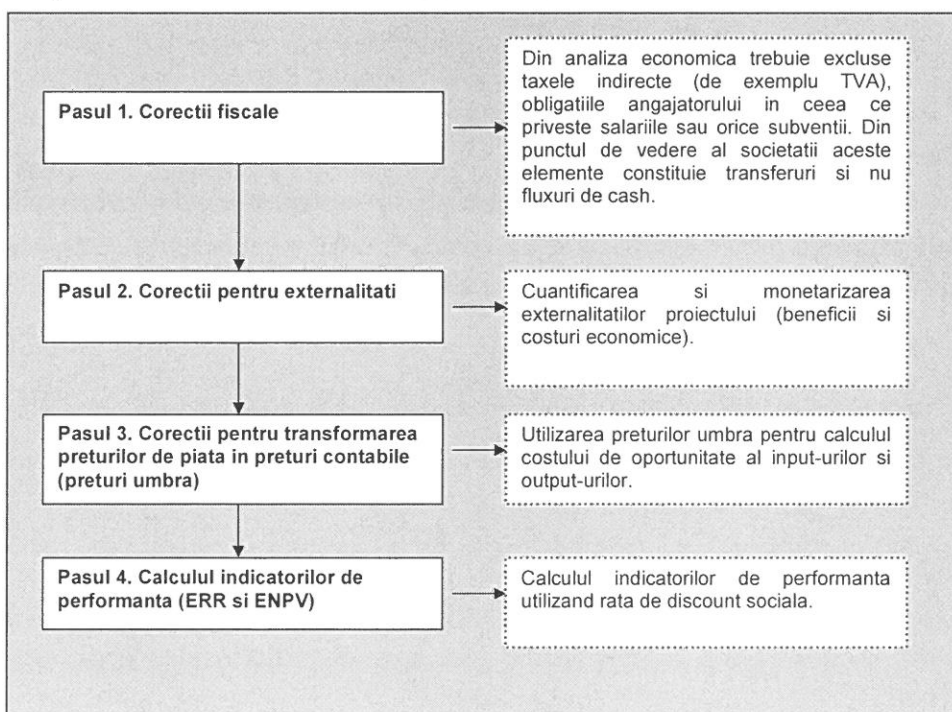 Pasul 1. Corectii fiscale
Din analiza economica trebuie excluse
taxele indirecte (de exemplu TVA),
obligatiile angajatorului in ceea ce
priveste salariile sau orice subventii. Din
punctul de vedere al societatii aceste
elemente constituie transferuri si nu
fluxuri de cash.
Pasul 2. Corectii pentru externalitati
Cuantificarea si monetarizarea
externalitatilor proiectului (beneficii si
costuri economice).
Pasul 3. Corectii pentru transformarea
preturilor de piata in preturi contabile
(preturi umbra)
Utilizarea preturilor umbra pentru calculul
costului de oportunitate al input-urilor si
output-urilor.
Pasul 4. Calculul indicatorilor de
performanta (ERR si ENPV)
Calculul indicatorilor de performanta
utilizand rata de discount sociala.